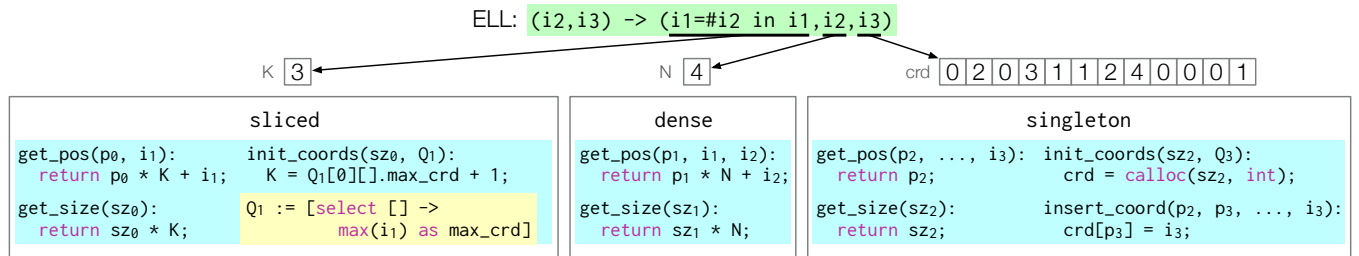 ELL: (i2,i3) -> (i1=#i2 in i1,i2,i3)
K 3 N 4 crd 0 2 0 3 1 1 2 4 0 0 0 1
sliced
get_pos(p₀, i₁):
return p₀ * K + i₁;
get_size(sz₀):
return sz₀ * K;
init_coords(sz₀, Q₁):
K = Q₁[0][].max_crd + 1;
Q₁ := [select [] ->
max(i₁) as max_crd]
dense
get_pos(p₁, i₁, i₂):
return p₁ * N + i₂;
get_size(sz₁):
return sz₁ * N;
singleton
get_pos(p₂, ..., i₃):
return p₂;
get_size(sz₂):
return sz₂;
init_coords(sz₂, Q₃):
crd = calloc(sz₂, int);
insert_coord(p₂, p₃, ..., i₃):
crd[p₃] = i₃;